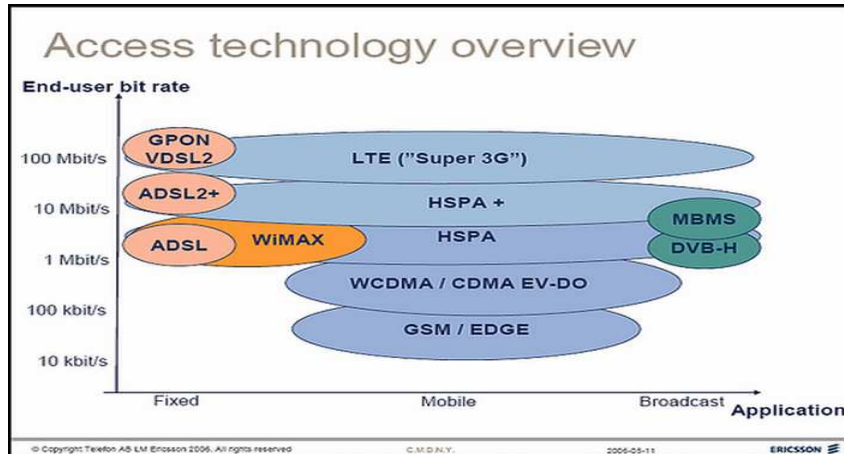 Access technology overview
End-user bit rate
GPON
VDSL2
100 Mbit/s
LTE ("Super 3G")
ADSL2+
10 Mbit/s
HSPA +
MBMS
ADSL
WiMAX
HSPA
DVB-H
1 Mbit/s
WCDMA / CDMA EV-DO
100 kbit/s
GSM / EDGE
10 kbit/s
Fixed
Mobile
Broadcast
Application
© Copyright Telefon AB LM Ericsson 2006. All rights reserved
C.M.D.N.Y.
2006-05-11
ERICSSON